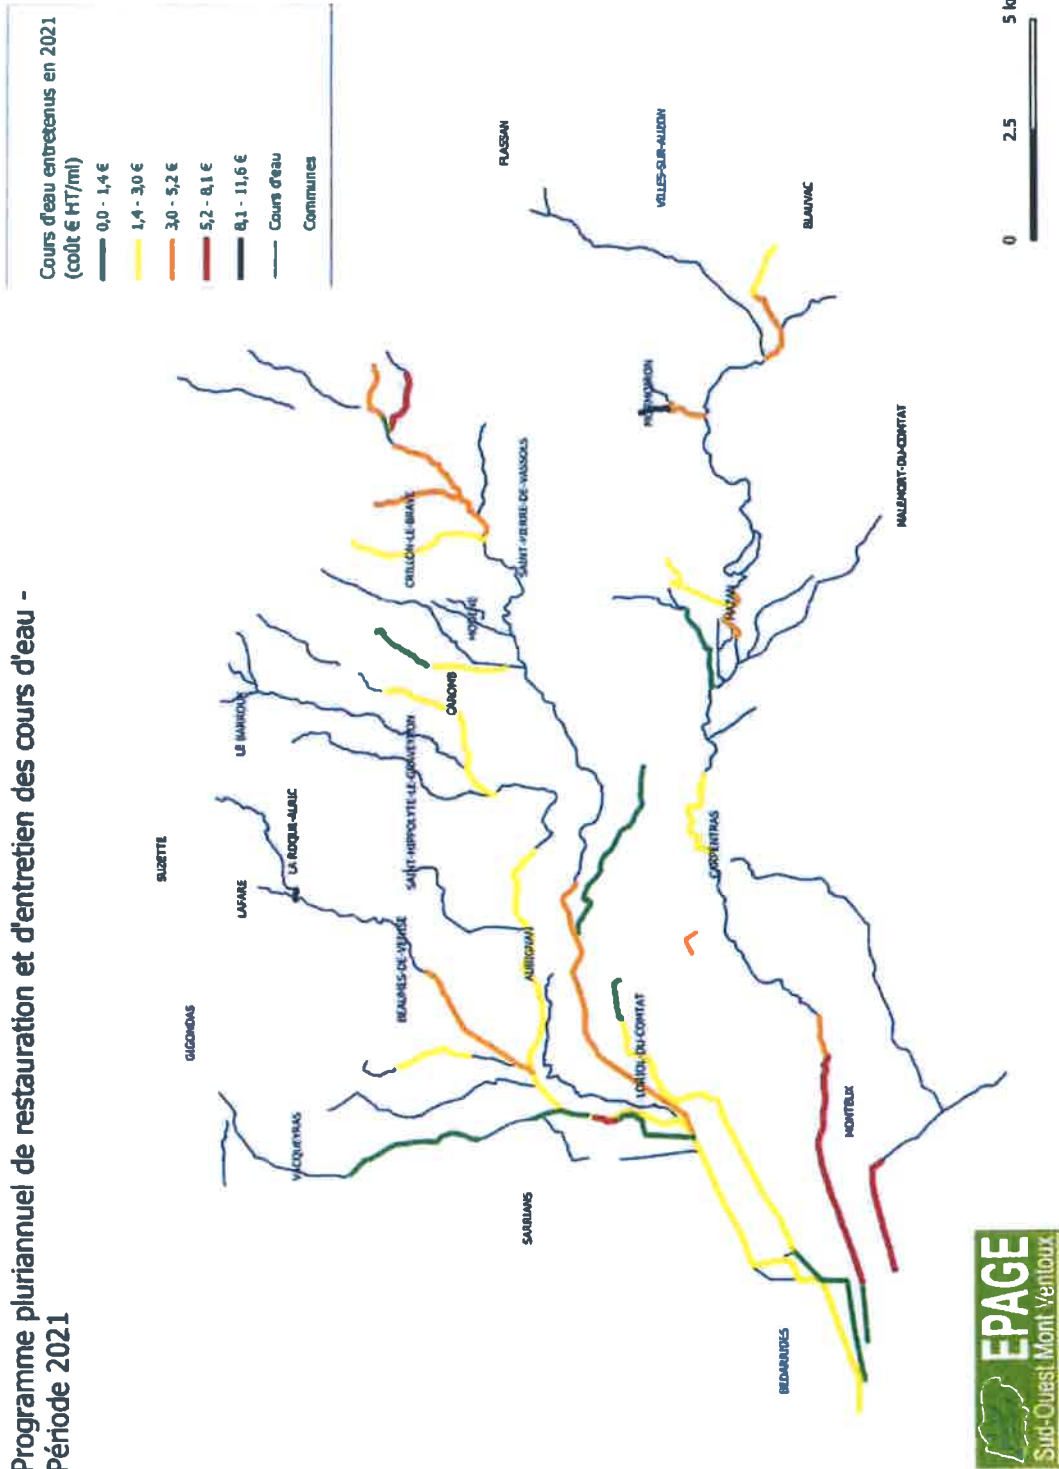 Programme pluriannuel de restauration et d'entretien des cours d'eau -
Période 2021
Cours d'eau entretenus en 2021
(coût € HT/ml)
0,0 - 1,4 €
1,4 - 3,0 €
3,0 - 5,2 €
5,2 - 8,1 €
8,1 - 11,6 €
Cours d'eau
Communes
SUZETTE
GIGONDAS
LAFARE
LA ROQUE-ALRIC
LE BARROUX
VACQUEYRAS
BEAUMES-DE-VENISE
SAINT-HIPPOLYTE-LE-GRAVEYRON
CAROMB
CRILLON-LE-BRAVE
MODENE
SAINT-PIERRE-DE-VASSOLS
FLASSAN
SARRIANS
AUBIGNAN
LORIOL-DU-COMTAT
MORMOIRON
VILLES-SUR-AUZON
CARPENTRAS
MAZAN
BLAUVAC
BEDARRIDES
MONTEUX
MALEMORT-DU-COMTAT
0
2.5
5 k
EPAGE
Sud-Ouest Mont Ventoux